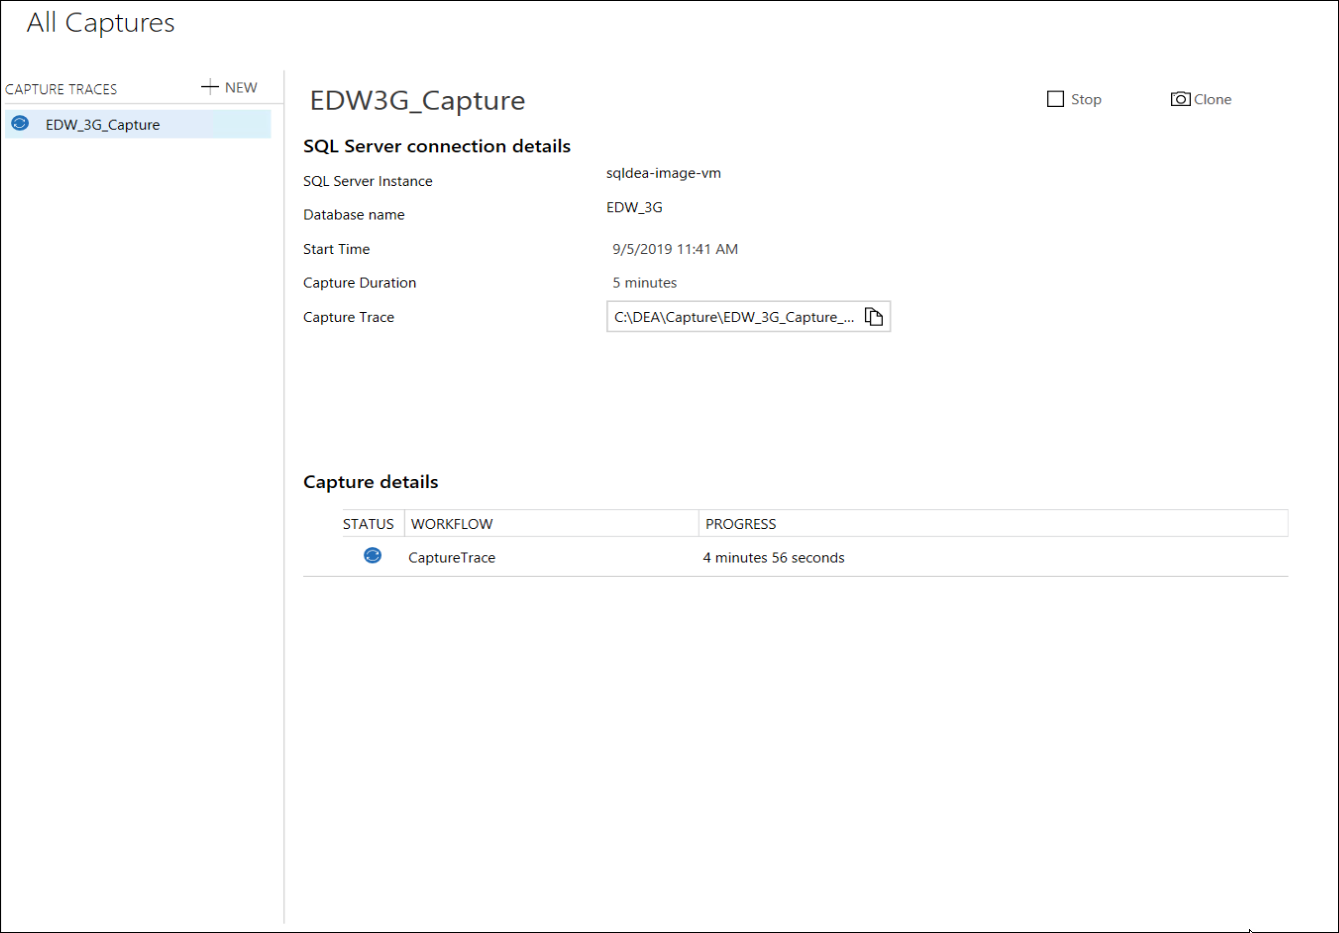 All Captures
CAPTURE TRACES
NEW
EDW_3G_Capture
EDW3G_Capture
Stop
Clone
SQL Server connection details
SQL Server Instance
sqldea-image-vm
Database name
EDW_3G
Start Time
9/5/2019 11:41 AM
Capture Duration
5 minutes
Capture Trace
C:\DEA\Capture\EDW_3G_Capture_...
Capture details
STATUS WORKFLOW PROGRESS
CaptureTrace 4 minutes 56 seconds